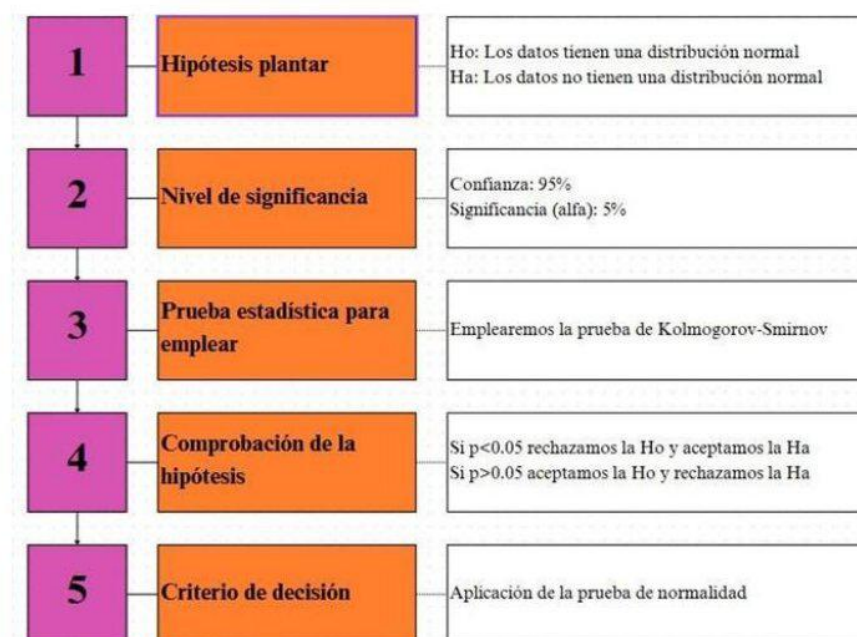 1
Hipótesis plantar
Ho: Los datos tienen una distribución normal
Ha: Los datos no tienen una distribución normal
2
Nivel de significancia
Confianza: 95%
Significancia (alfa): 5%
3
Prueba estadística para
emplear
Emplearemos la prueba de Kolmogorov-Smirnov
4
Comprobación de la
hipótesis
Si p<0.05 rechazamos la Ho y aceptamos la Ha
Si p>0.05 aceptamos la Ho y rechazamos la Ha
5
Criterio de decisión
Aplicación de la prueba de normalidad